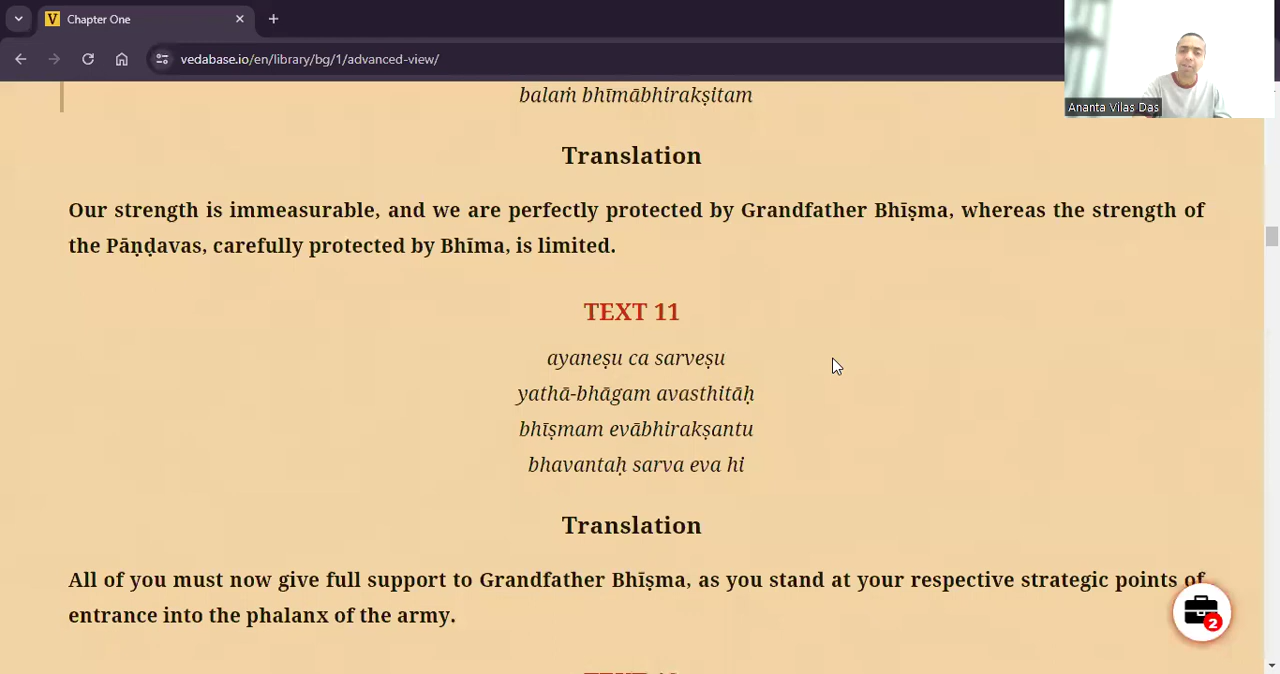 Chapter One
vedabase.io/en/library/bg/1/advanced-view/
Ananta Vilas Das
balaṁ bhīmābhirakṣitam
Translation
Our strength is immeasurable, and we are perfectly protected by Grandfather Bhīṣma, whereas the strength of
the Pāṇḍavas, carefully protected by Bhīma, is limited.
TEXT 11
ayaneṣu ca sarveṣu
yathā-bhāgam avasthitāḥ
bhīṣmam evābhirakṣantu
bhavantaḥ sarva eva hi
Translation
All of you must now give full support to Grandfather Bhīṣma, as you stand at your respective strategic points of
entrance into the phalanx of the army.
2